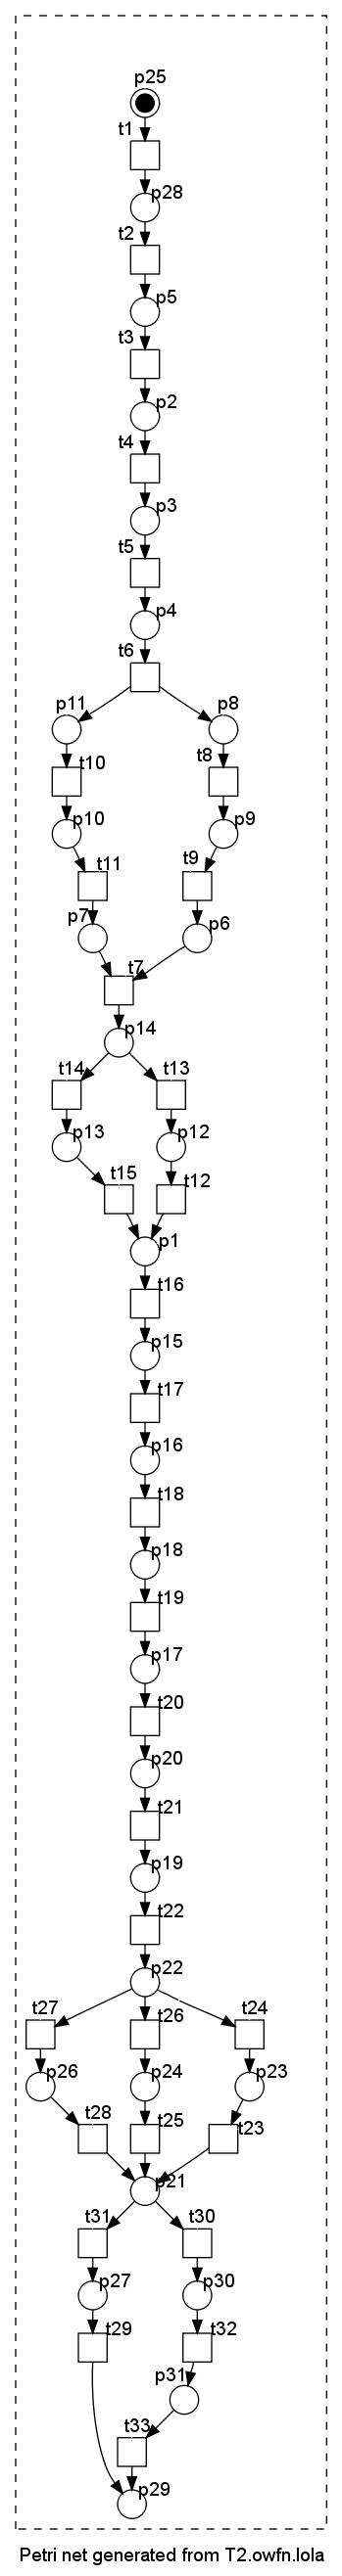 p25
t1
p28
t2
p5
t3
p2
t4
p3
t5
p4
t6
p11 p8
t10 t8
p10 p9
t11 t9
p7 p6
t7
p14
t14 t13
p13 p12
t15 t12
p1
t16
p15
t17
p16
t18
p18
t19
p17
t20
p20
t21
p19
t22
p22
t27 t26 t24
p26 p24 p23
t28 t25 t23
p21
t31 t30
p27 p30
t29 t32
p31
t33
p29
Petri net generated from T2.owfn.lola